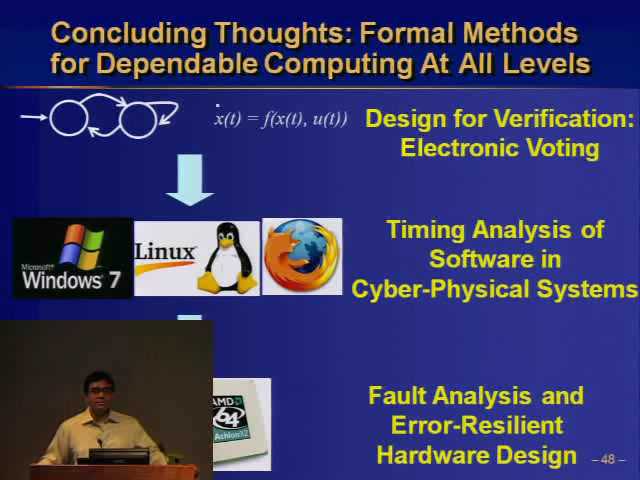 Concluding Thoughts: Formal Methods
for Dependable Computing At All Levels
ẋ(t) = f(x(t), u(t))
Design for Verification:
Electronic Voting
Microsoft
Windows 7
Linux
Timing Analysis of
Software in
Cyber-Physical Systems
AMD
64
Athlon X2
Fault Analysis and
Error-Resilient
Hardware Design
– 48 –